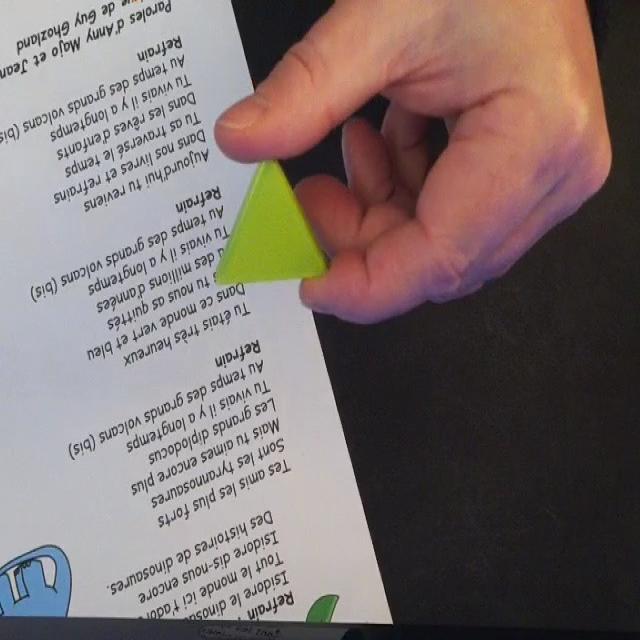 Refrain
Isidore le
Tout le monde ici
Isidore dis-nous encore
Des histoires de dinosaures.
Tes amis les plus forts
Sont les tyrannosaures
Mais tu aimes encore plus
Les grands diplodocus
Tu vivais il y a longtemps
Au temps des grands volcans (bis)
Refrain
Tu étais très heureux
Dans ce monde vert et bleu
tu nous as quittés
des millions d'années
Tu vivais il y a longtemps
Au temps des grands volcans (bis)
Refrain
Aujourd'hui tu reviens
Dans nos livres et refrains
Tu as traversé le temps
Dans les rêves d'enfants
Tu vivais il y a longtemps
Au temps des grands volcans (bis)
Refrain
Paroles d'Anny Majo et Jean
de Guy Ghozland